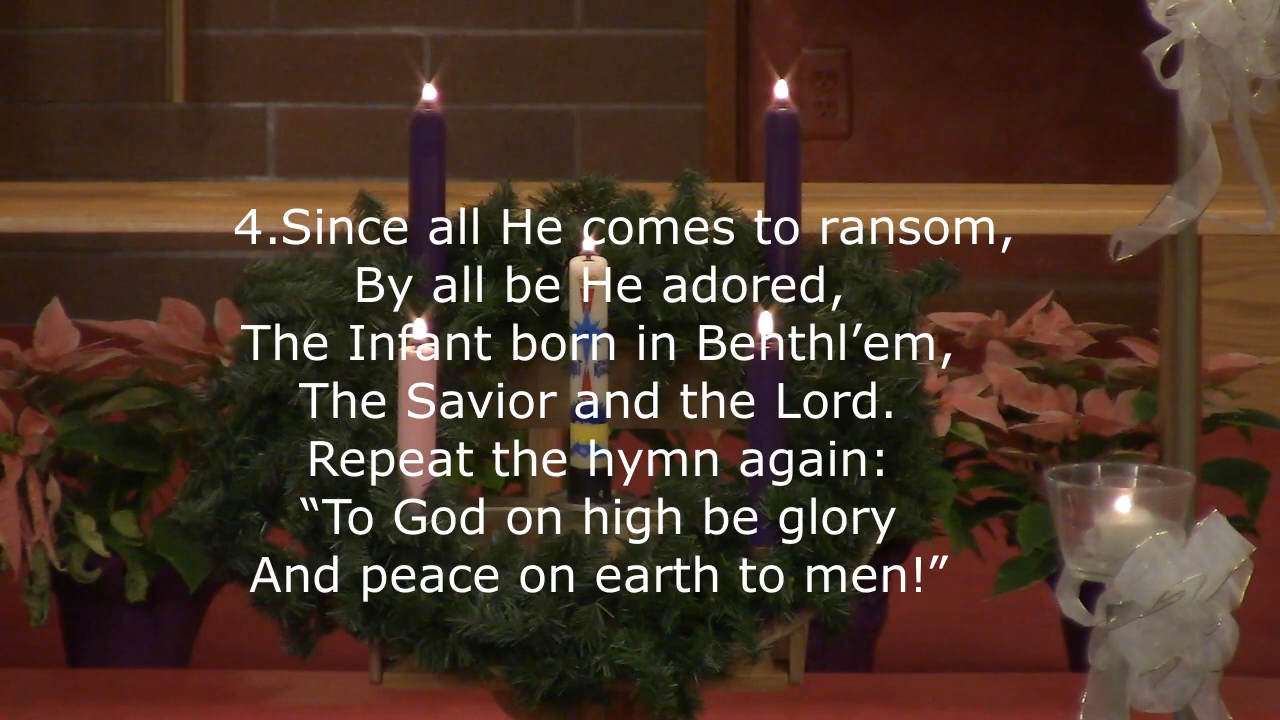 4.Since all He comes to ransom,
By all be He adored,
The Infant born in Benthl’em,
The Savior and the Lord.
Repeat the hymn again:
“To God on high be glory
And peace on earth to men!”